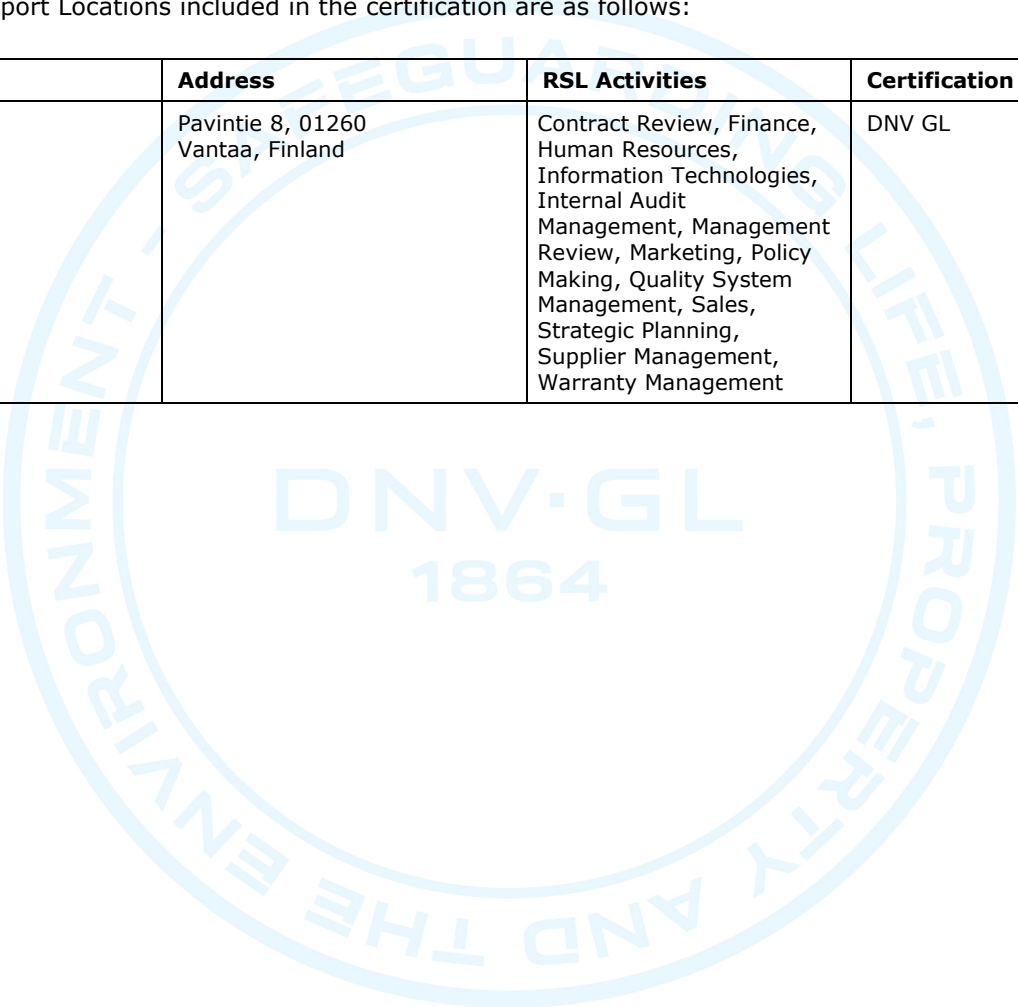 port Locations included in the certification are as follows:
Address RSL Activities Certification
Pavintie 8, 01260 Contract Review, Finance, DNV GL
Vantaa, Finland Human Resources,
Information Technologies,
Internal Audit
Management, Management
Review, Marketing, Policy
Making, Quality System
Management, Sales,
Strategic Planning,
Supplier Management,
Warranty Management
SAFEGUARDING LIFE, PROPERTY AND THE ENVIRONMENT -
DNV·GL
1864